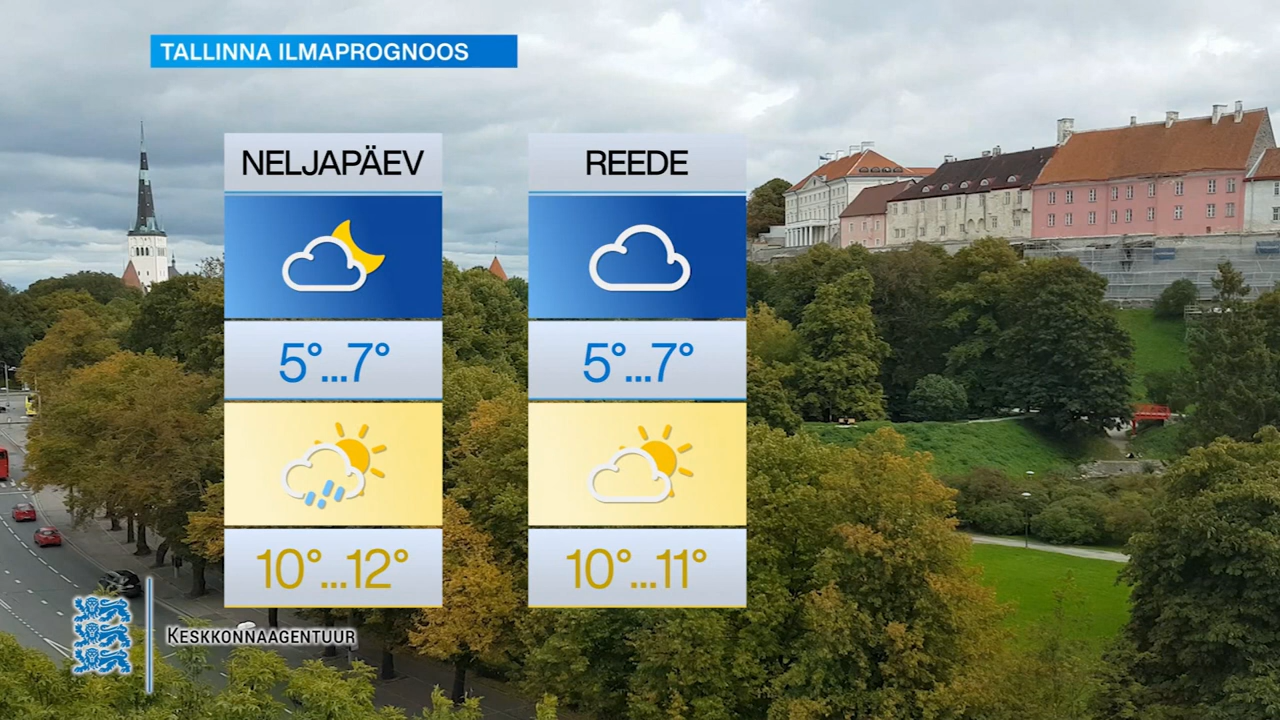 TALLINNA ILMAPROGNOOS
NELJAPÄEV
5°...7°
10°...12°
REEDE
5°...7°
10°...11°
KESKKONNAAGENTUUR